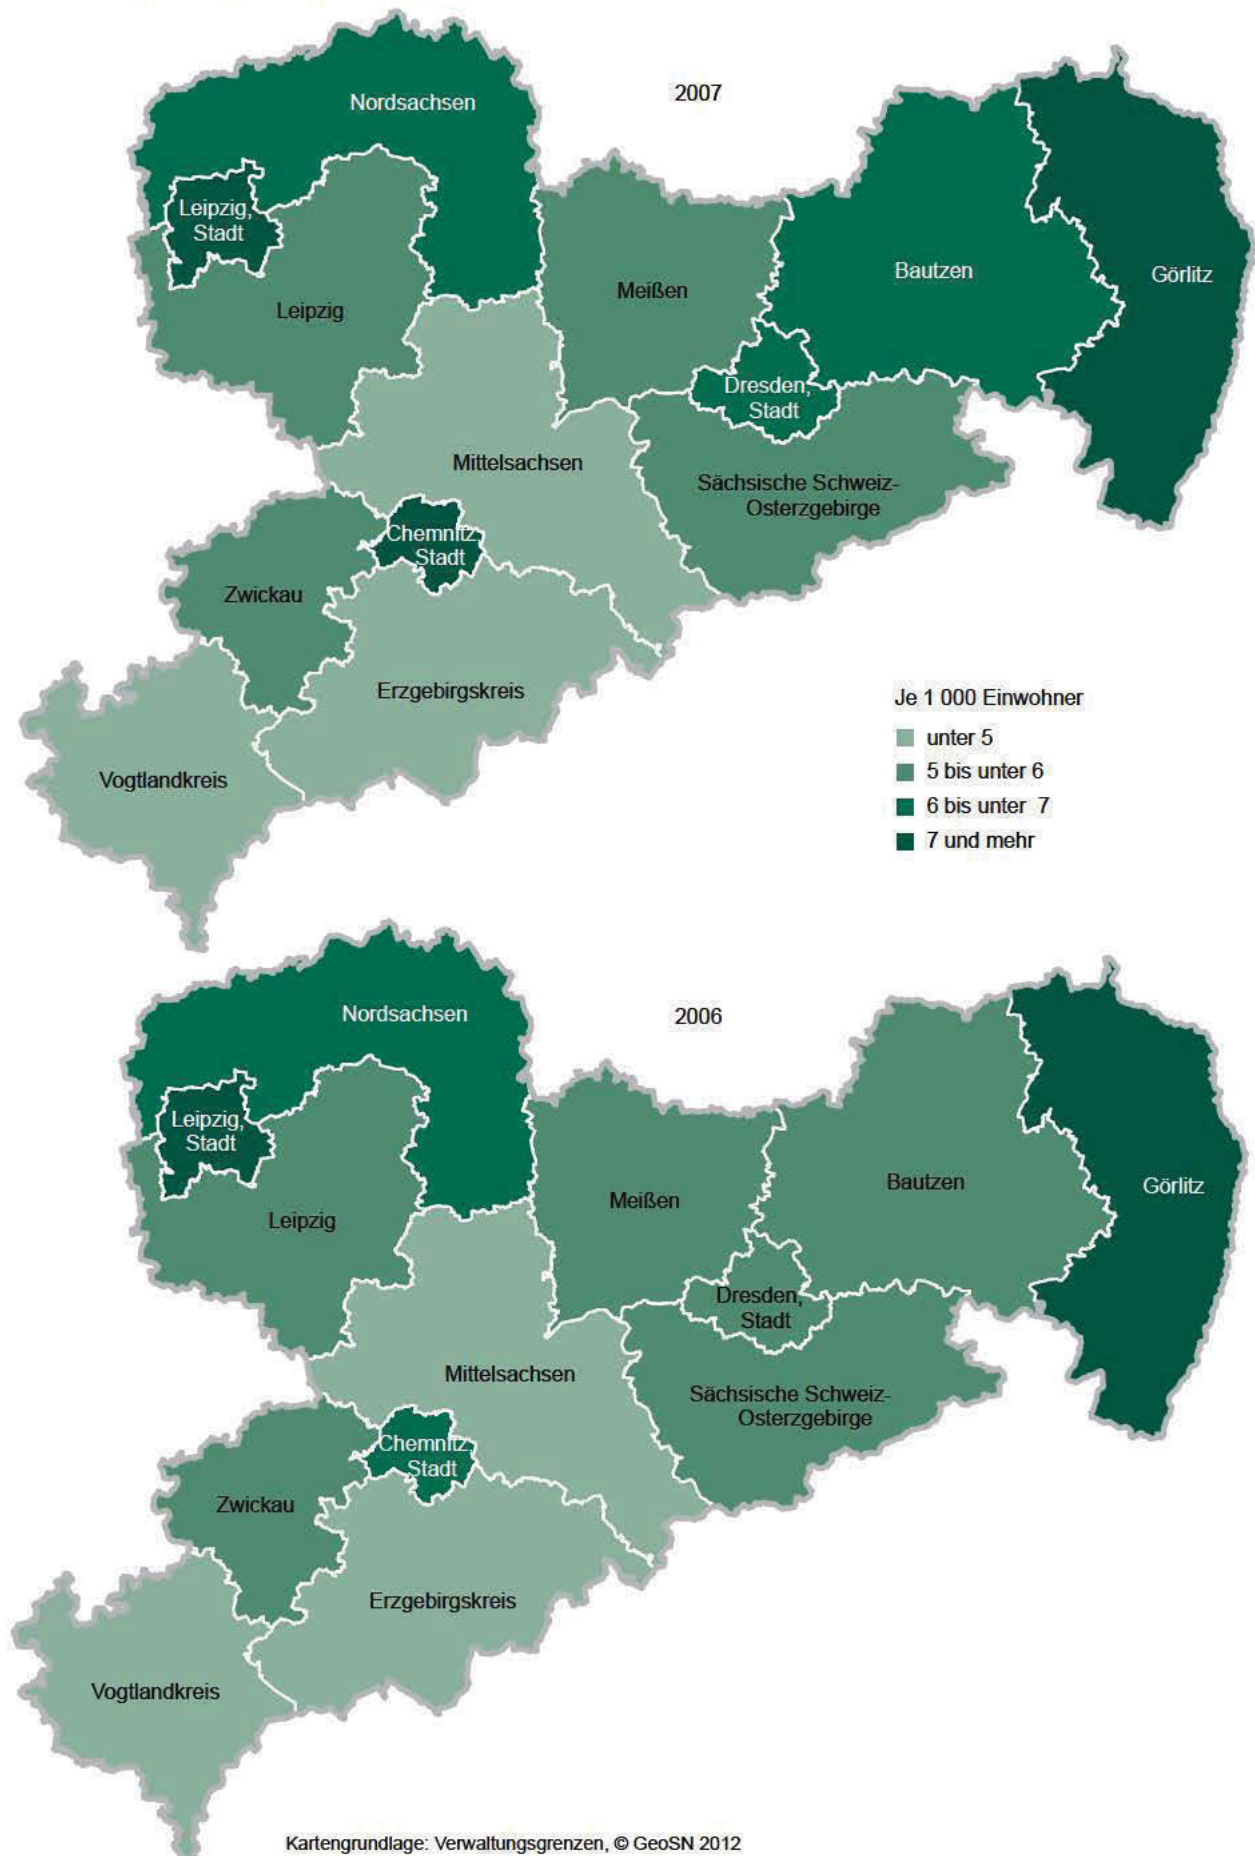 2007
Nordsachsen
Leipzig,
Stadt
Leipzig
Meißen
Bautzen
Görlitz
Dresden,
Stadt
Mittelsachsen
Sächsische Schweiz-
Osterzgebirge
Chemnitz,
Stadt
Zwickau
Erzgebirgskreis
Vogtlandkreis
Je 1 000 Einwohner
unter 5
5 bis unter 6
6 bis unter 7
7 und mehr
2006
Nordsachsen
Leipzig,
Stadt
Leipzig
Meißen
Bautzen
Görlitz
Dresden,
Stadt
Mittelsachsen
Sächsische Schweiz-
Osterzgebirge
Chemnitz,
Stadt
Zwickau
Erzgebirgskreis
Vogtlandkreis
Kartengrundlage: Verwaltungsgrenzen, © GeoSN 2012